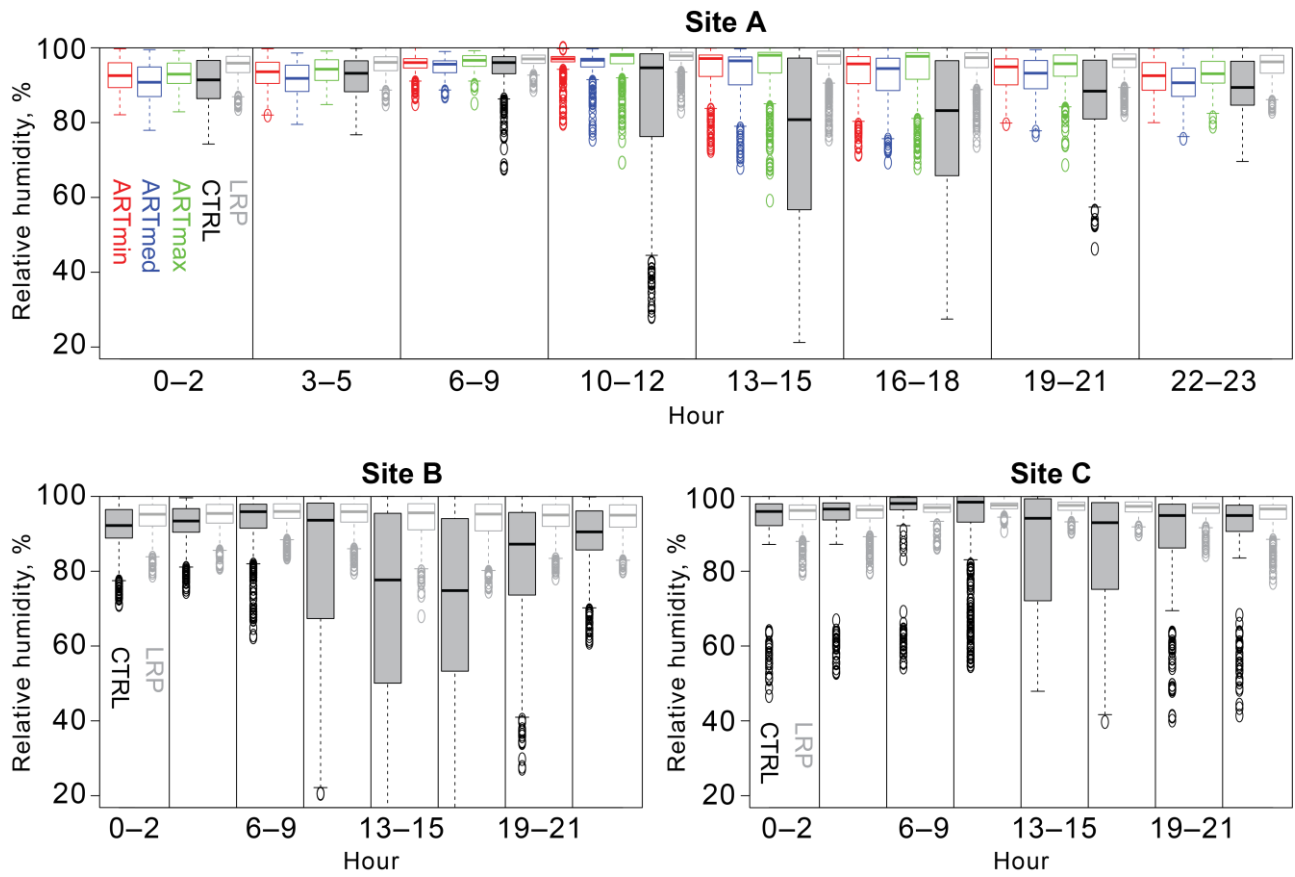 Site A
Relative humidity, %
100
80
60
40
20
ARTmin
ARTmed
ARTmax
CTRL
LRP
0–2 3–5 6–9 10–12 13–15 16–18 19–21 22–23
Hour
Site B
Relative humidity, %
100
80
60
40
20
CTRL
LRP
0–2 6–9 13–15 19–21
Hour
Site C
Relative humidity, %
100
80
60
40
20
CTRL
LRP
0–2 6–9 13–15 19–21
Hour